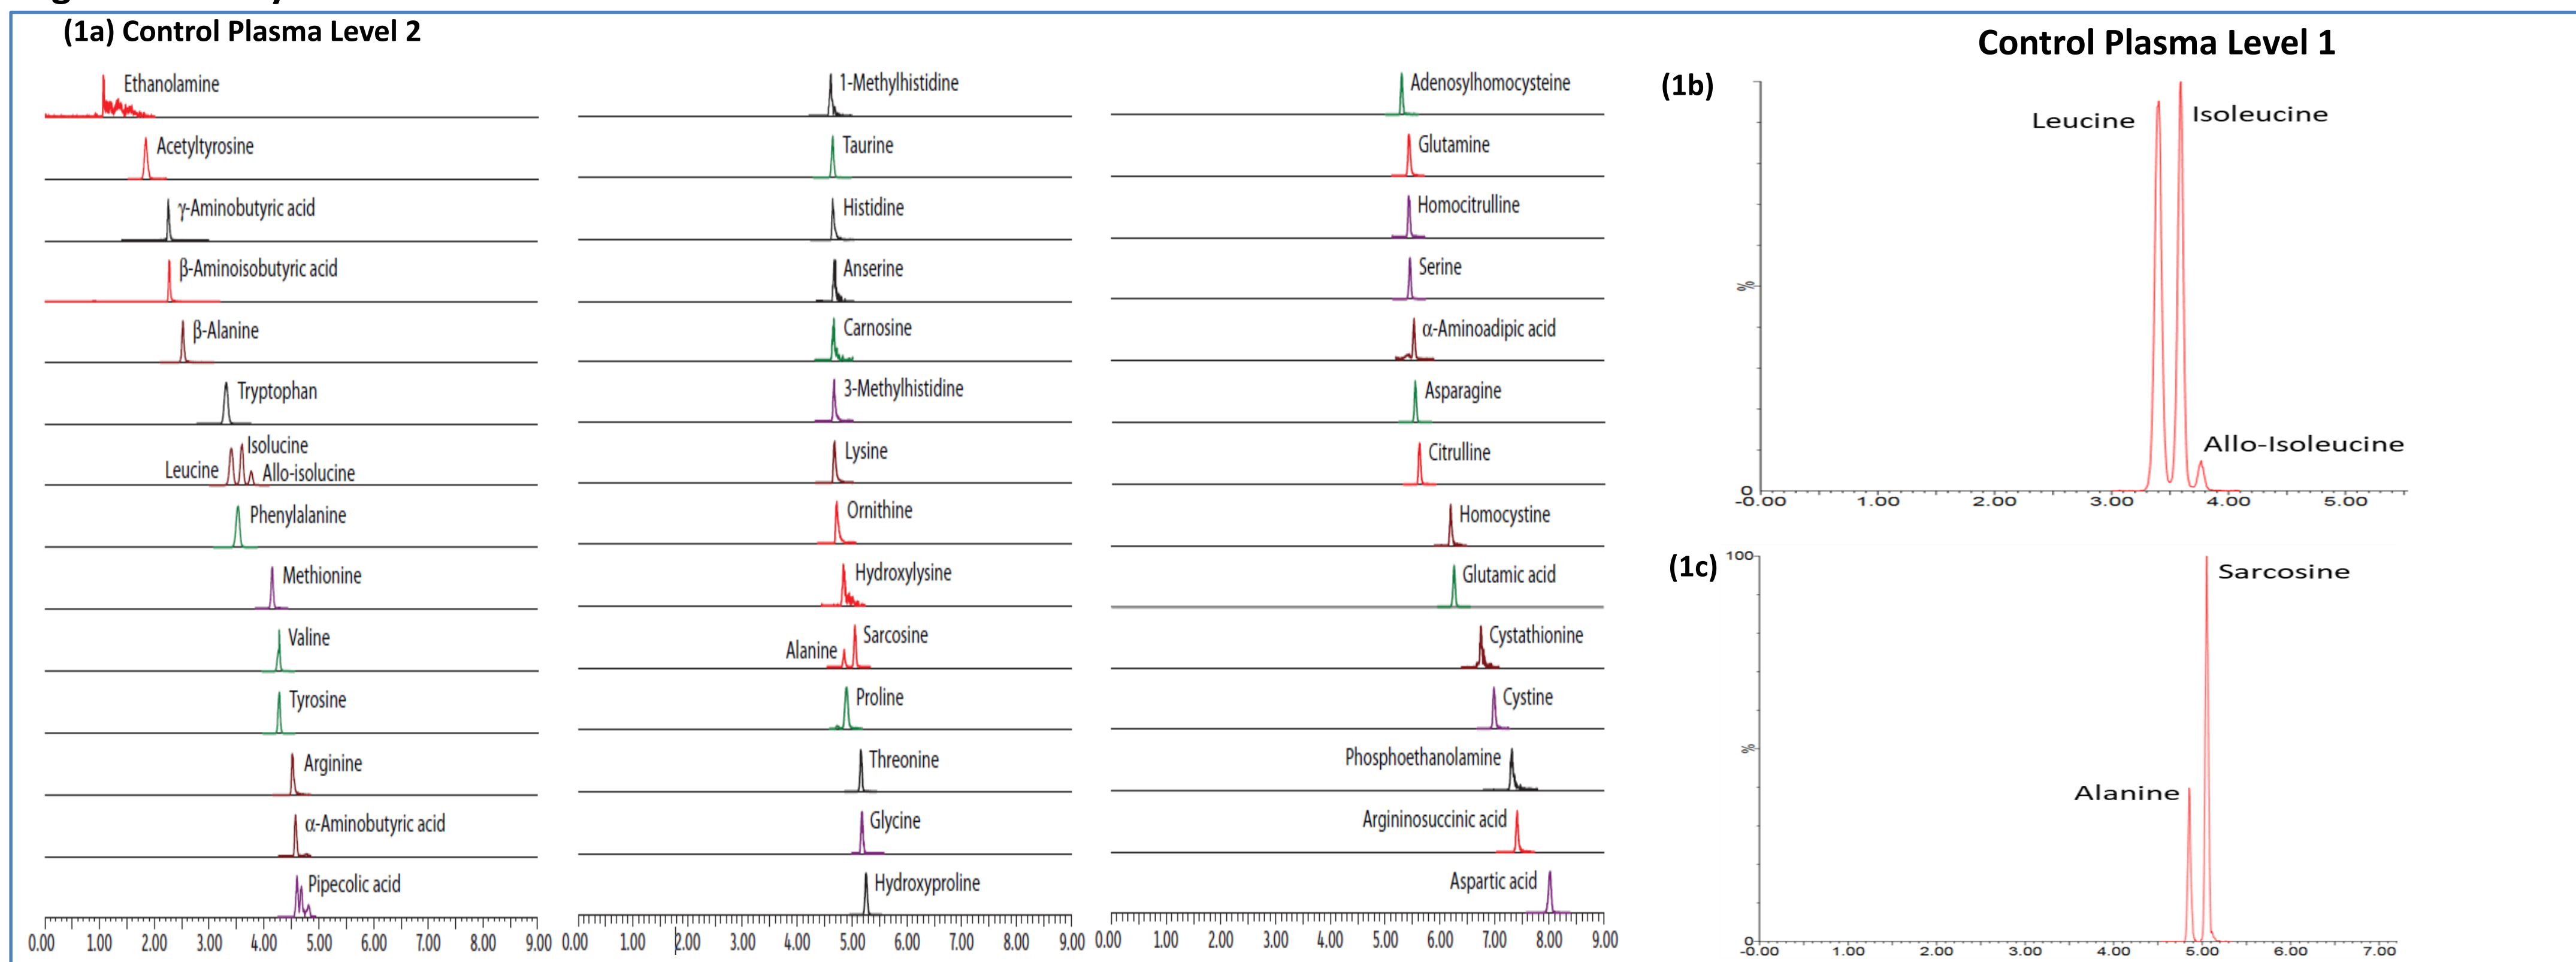 (1a) Control Plasma Level 2
Ethanolamine
Acetyltyrosine
γ-Aminobutyric acid
β-Aminoisobutyric acid
β-Alanine
Tryptophan
Isolucine
Leucine
Allo-isolucine
Phenylalanine
Methionine
Valine
Tyrosine
Arginine
α-Aminobutyric acid
Pipecolic acid
0.00 1.00 2.00 3.00 4.00 5.00 6.00 7.00 8.00 9.00
1-Methylhistidine
Taurine
Histidine
Anserine
Carnosine
3-Methylhistidine
Lysine
Ornithine
Hydroxylysine
Alanine Sarcosine
Proline
Threonine
Glycine
Hydroxyproline
0.00 1.00 2.00 3.00 4.00 5.00 6.00 7.00 8.00 9.00
Adenosylhomocysteine
Glutamine
Homocitrulline
Serine
α-Aminoadipic acid
Asparagine
Citrulline
Homocystine
Glutamic acid
Cystathionine
Cystine
Phosphoethanolamine
Argininosuccinic acid
Aspartic acid
0.00 1.00 2.00 3.00 4.00 5.00 6.00 7.00 8.00 9.00
Control Plasma Level 1
(1b)
Leucine
Isoleucine
%
Allo-Isoleucine
0
-0.00 1.00 2.00 3.00 4.00 5.00
(1c)
100
Sarcosine
%
Alanine
0
-0.00 1.00 2.00 3.00 4.00 5.00 6.00 7.00